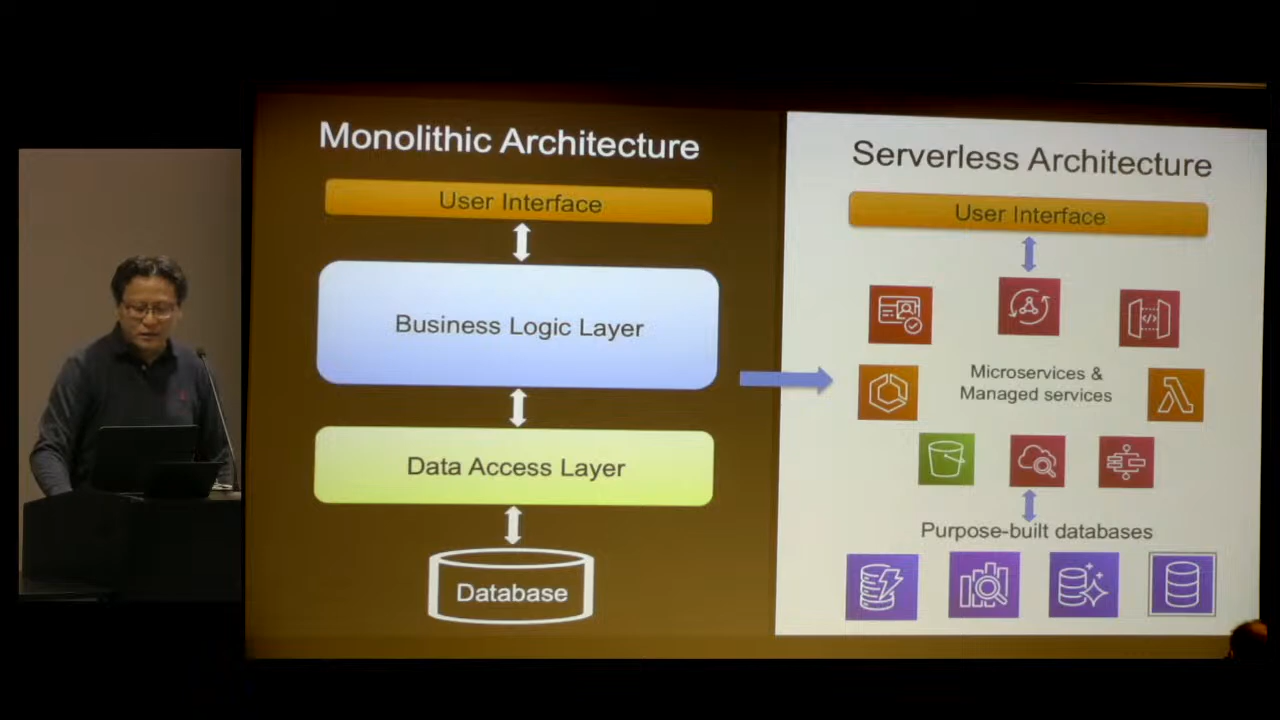 Monolithic Architecture
User Interface
Business Logic Layer
Data Access Layer
Database
Serverless Architecture
User Interface
Microservices &
Managed services
Purpose-built databases